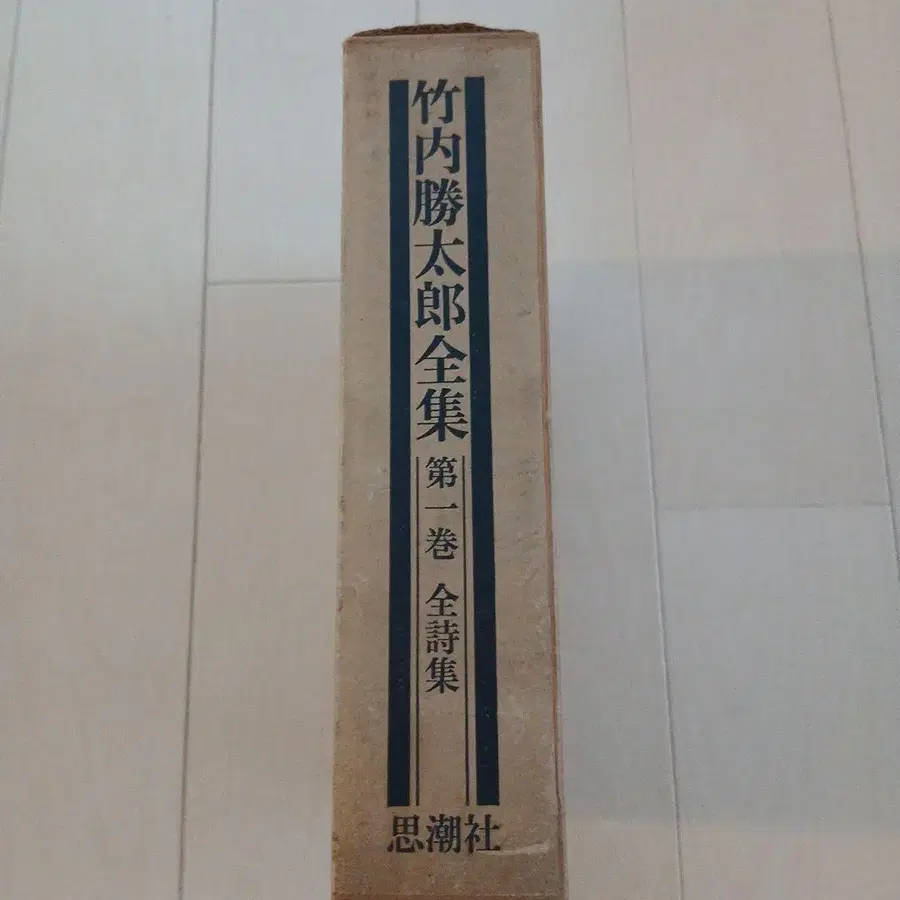 竹内勝太郎全集
第一巻 全詩集
思潮社